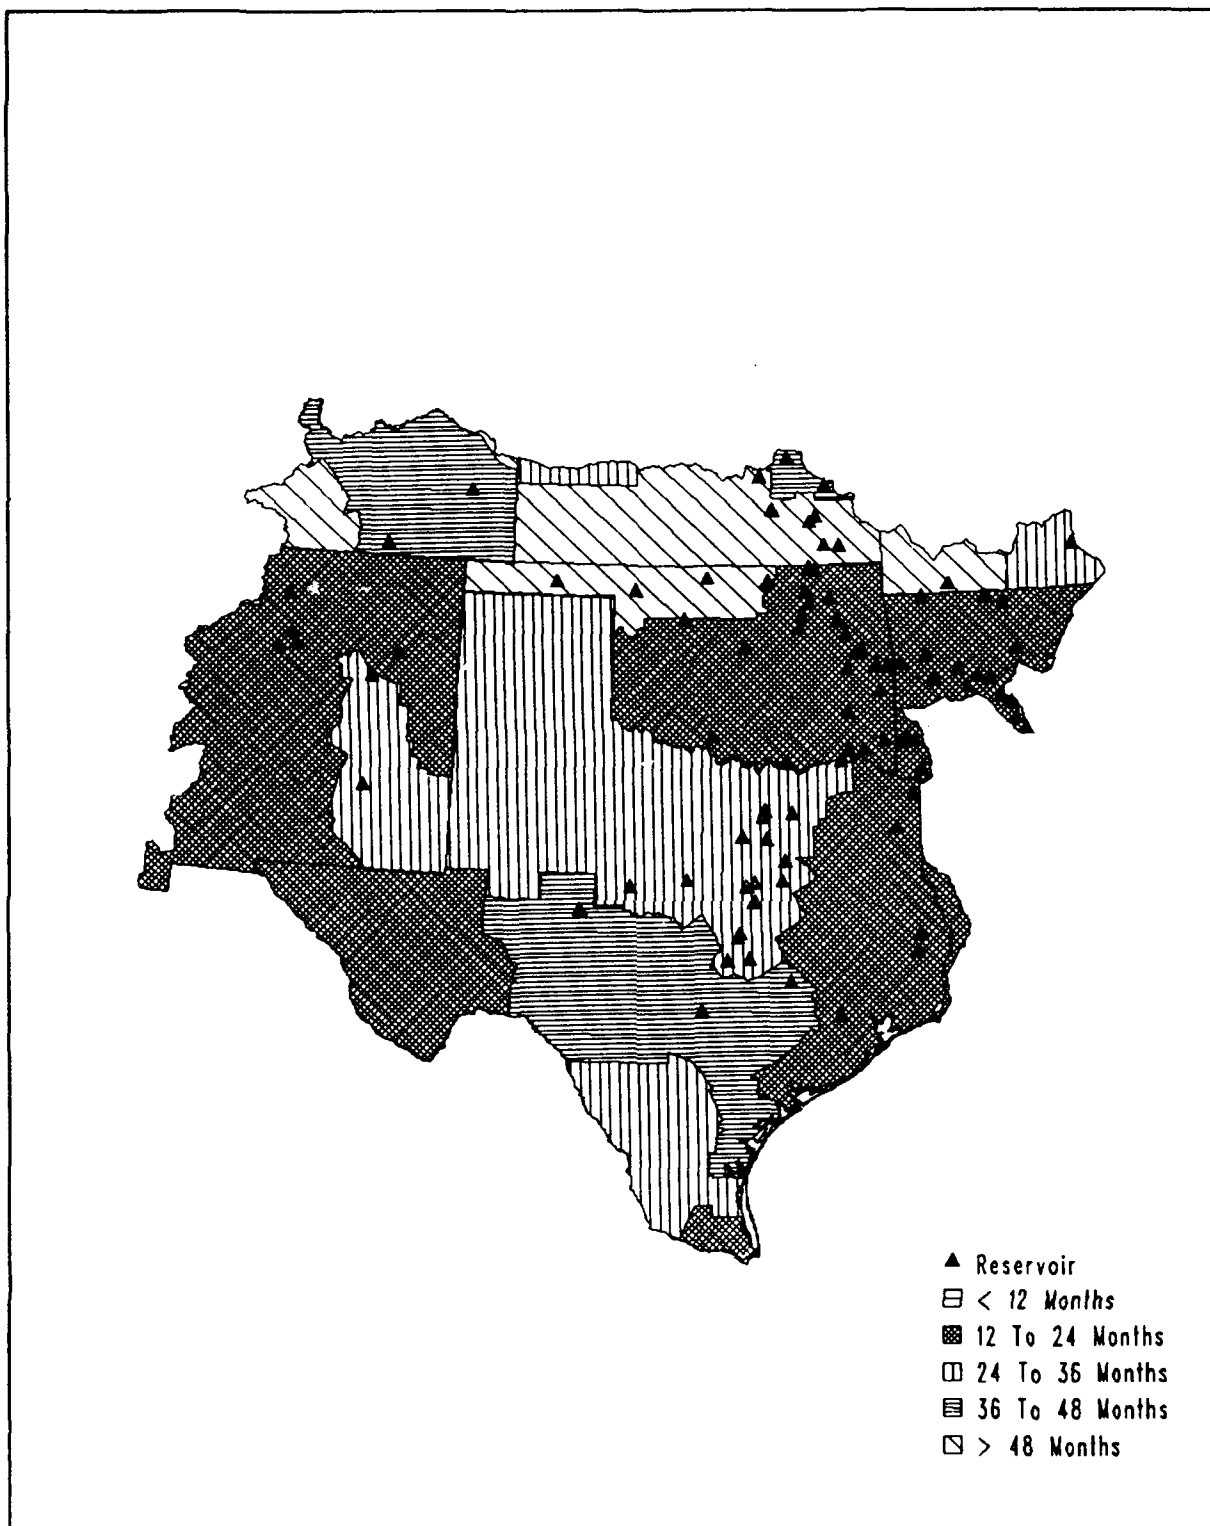 Reservoir
< 12 Months
12 To 24 Months
24 To 36 Months
36 To 48 Months
> 48 Months